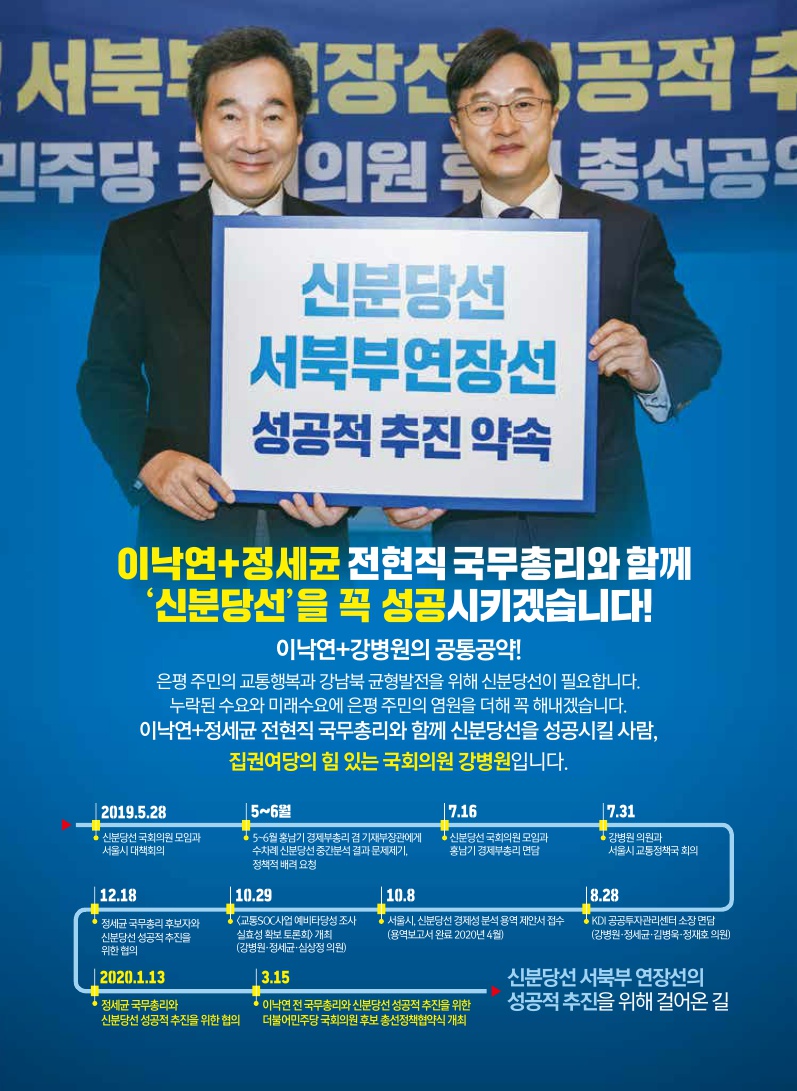 서북부연장선 성공적 추
민주당 국회의원 후보 총선공약
신분당선
서북부연장선
성공적 추진 약속
이낙연+정세균 전현직 국무총리와 함께
‘신분당선’을 꼭 성공시키겠습니다!
이낙연+강병원의 공통공약!
은평 주민의 교통행복과 강남북 균형발전을 위해 신분당선이 필요합니다.
누락된 수요와 미래수요에 은평 주민의 염원을 더해 꼭 해내겠습니다.
이낙연+정세균 전현직 국무총리와 함께 신분당선을 성공시킬 사람,
집권여당의 힘 있는 국회의원 강병원입니다.
2019.5.28
신분당선 국회의원 모임과
서울시 대책회의
5~6월
5~6월 홍남기 경제부총리 겸 기재부장관에게
수차례 신분당선 중간분석 결과 문제제기,
정책적 배려 요청
7.16
신분당선 국회의원 모임과
홍남기 경제부총리 면담
7.31
강병원 의원과
서울시 교통정책국 회의
12.18
정세균 국무총리 후보자와
신분당선 성공적 추진을
위한 협의
10.29
〈교통SOC사업 예비타당성 조사
실효성 확보 토론회〉 개최
(강병원·정세균·심상정 의원)
10.8
서울시, 신분당선 경제성 분석 용역 제안서 접수
(용역보고서 완료 2020년 4월)
8.28
KDI 공공투자관리센터 소장 면담
(강병원·정세균·김병욱·정재호 의원)
2020.1.13
정세균 국무총리와
신분당선 성공적 추진을 위한 협의
3.15
이낙연 전 국무총리와 신분당선 성공적 추진을 위한
더불어민주당 국회의원 후보 총선정책협약식 개최
신분당선 서북부 연장선의
성공적 추진을 위해 걸어온 길